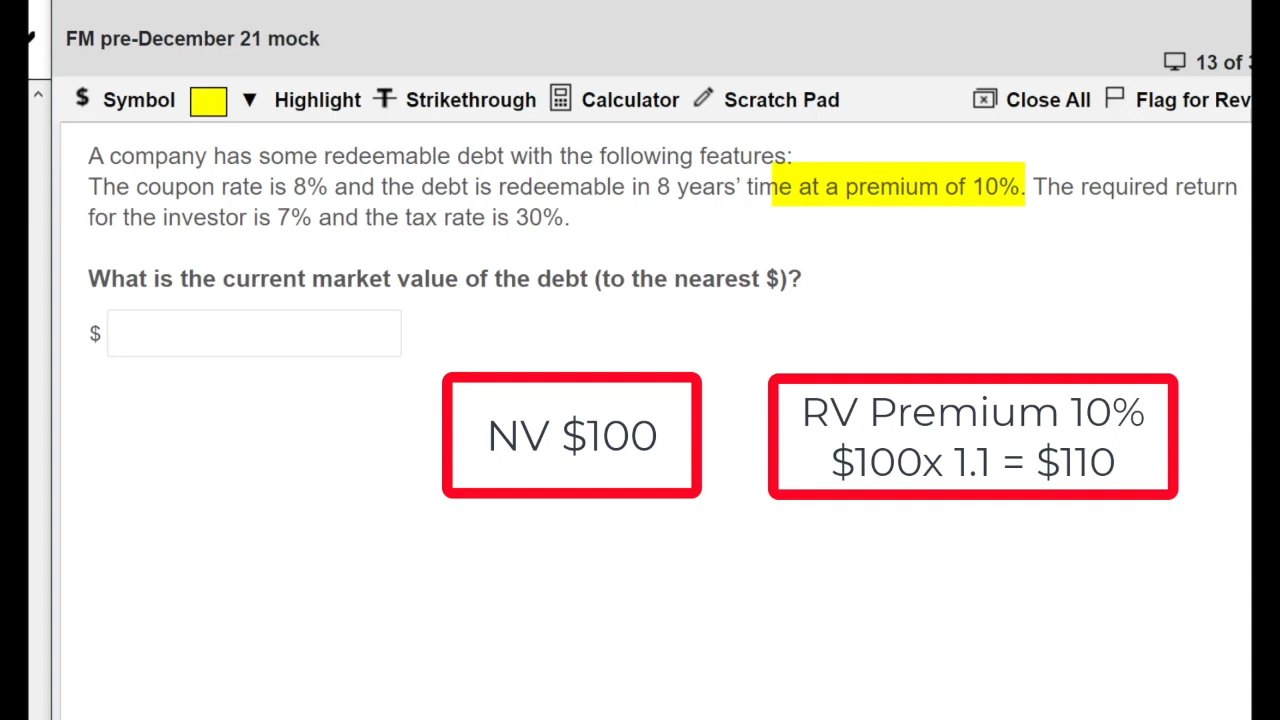 FM pre-December 21 mock
13 of
$ Symbol Highlight T Strikethrough Calculator Scratch Pad Close All Flag for Rev
A company has some redeemable debt with the following features:
The coupon rate is 8% and the debt is redeemable in 8 years’ time at a premium of 10%. The required return
for the investor is 7% and the tax rate is 30%.
What is the current market value of the debt (to the nearest $)?
$
NV $100
RV Premium 10%
$100x 1.1 = $110